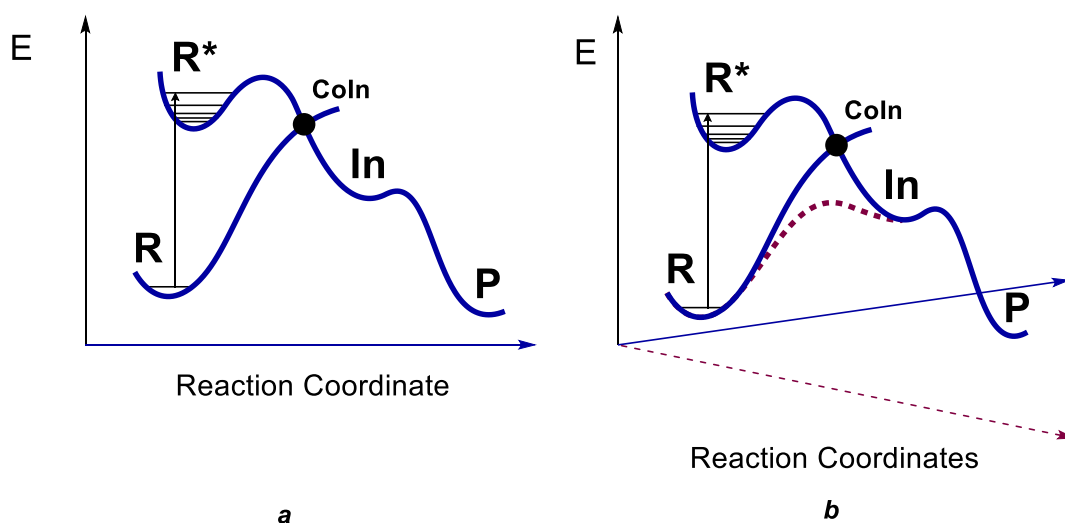 E
R*
CoIn
In
R
P
Reaction Coordinate
a
E
R*
CoIn
In
R
P
Reaction Coordinates
b